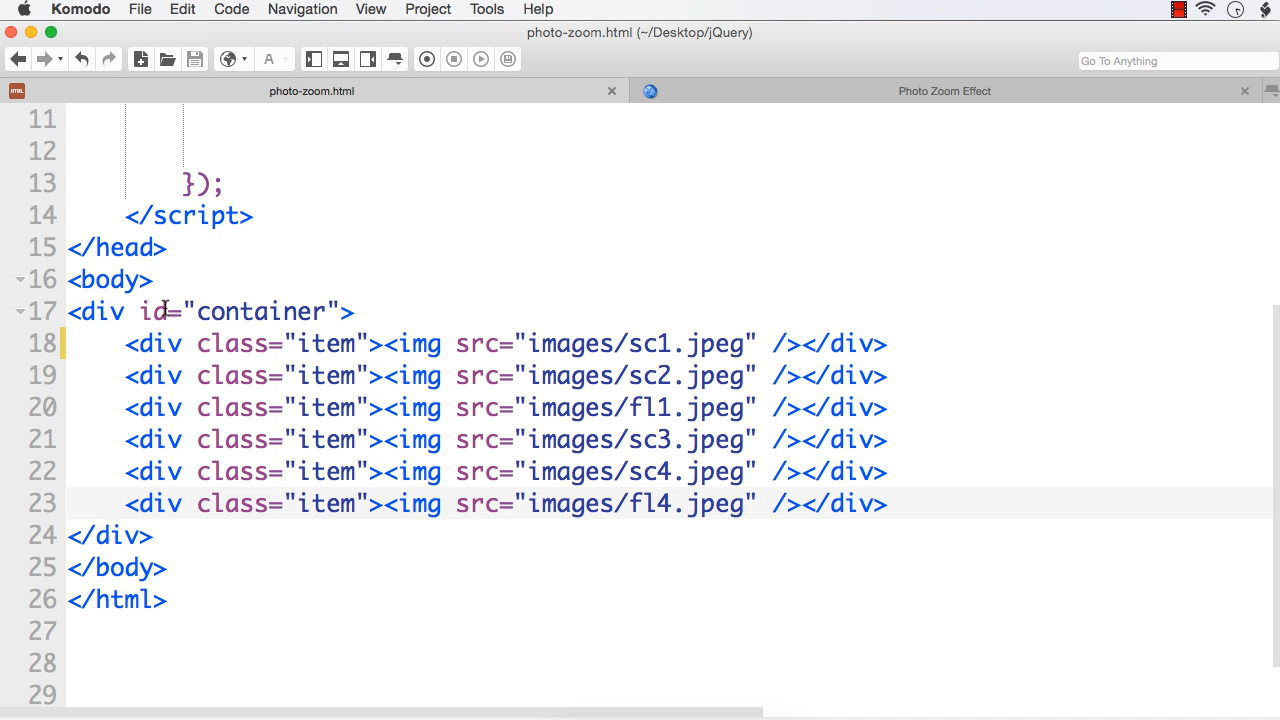 Komodo File Edit Code Navigation View Project Tools Help
photo-zoom.html (~/Desktop/jQuery)
A Go To Anything
HTML photo-zoom.html Photo Zoom Effect
11
12
13 });
14 </script>
15 </head>
16 <body>
17 <div id="container">
18 <div class="item"><img src="images/sc1.jpeg" /></div>
19 <div class="item"><img src="images/sc2.jpeg" /></div>
20 <div class="item"><img src="images/fl1.jpeg" /></div>
21 <div class="item"><img src="images/sc3.jpeg" /></div>
22 <div class="item"><img src="images/sc4.jpeg" /></div>
23 <div class="item"><img src="images/fl4.jpeg" /></div>
24 </div>
25 </body>
26 </html>
27
28
29